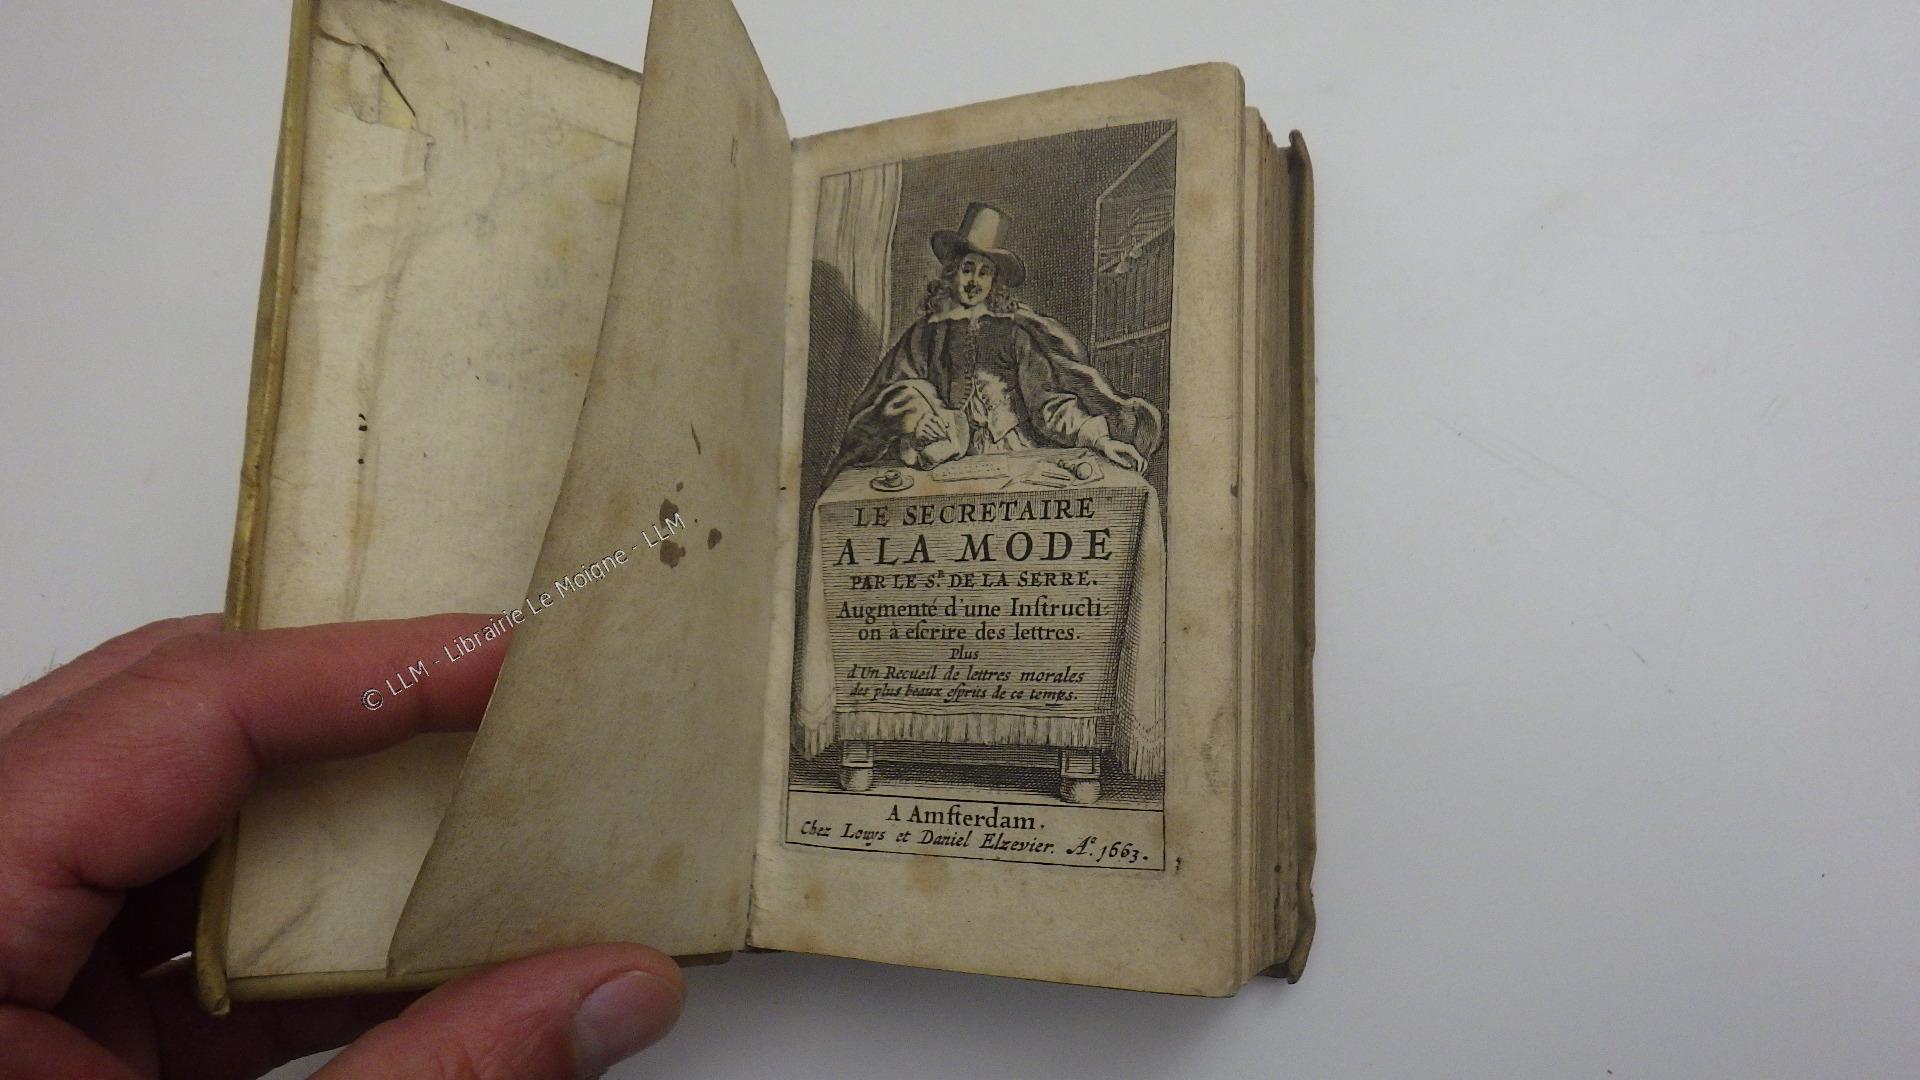 LE SECRETAIRE
A LA MODE
PAR LE S.R DE LA SERRE.
Augmenté d'une Inſtructi-
on à eſcrire des lettres.
Plus
d'Un Recueil de lettres morales
des plus beaux eſprits de ce temps.
A Amſterdam.
Chez Louys et Daniel Elzevier. Aº. 1663.
© LLM - Librairie Le Moigne - LLM